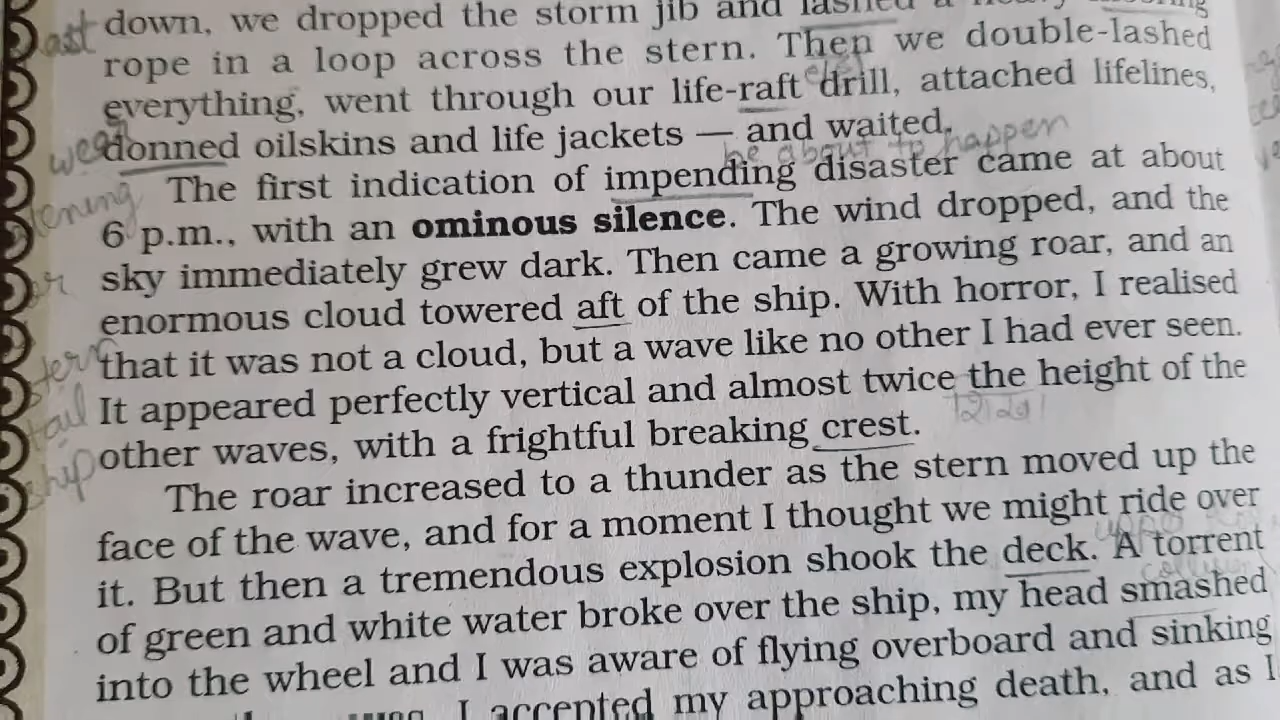 down, we dropped the storm jib and lashed a
rope in a loop across the stern. Then we double-lashed
everything, went through our life-raft drill, attached lifelines,
donned oilskins and life jackets — and waited.
be about to happen
The first indication of impending disaster came at about
6 p.m., with an ominous silence. The wind dropped, and the
sky immediately grew dark. Then came a growing roar, and an
enormous cloud towered aft of the ship. With horror, I realised
that it was not a cloud, but a wave like no other I had ever seen.
It appeared perfectly vertical and almost twice the height of the
tail
other waves, with a frightful breaking crest.
ship
The roar increased to a thunder as the stern moved up the
face of the wave, and for a moment I thought we might ride over
it. But then a tremendous explosion shook the deck. A torrent
of green and white water broke over the ship, my head smashed
into the wheel and I was aware of flying overboard and sinking
I accepted my approaching death, and as I